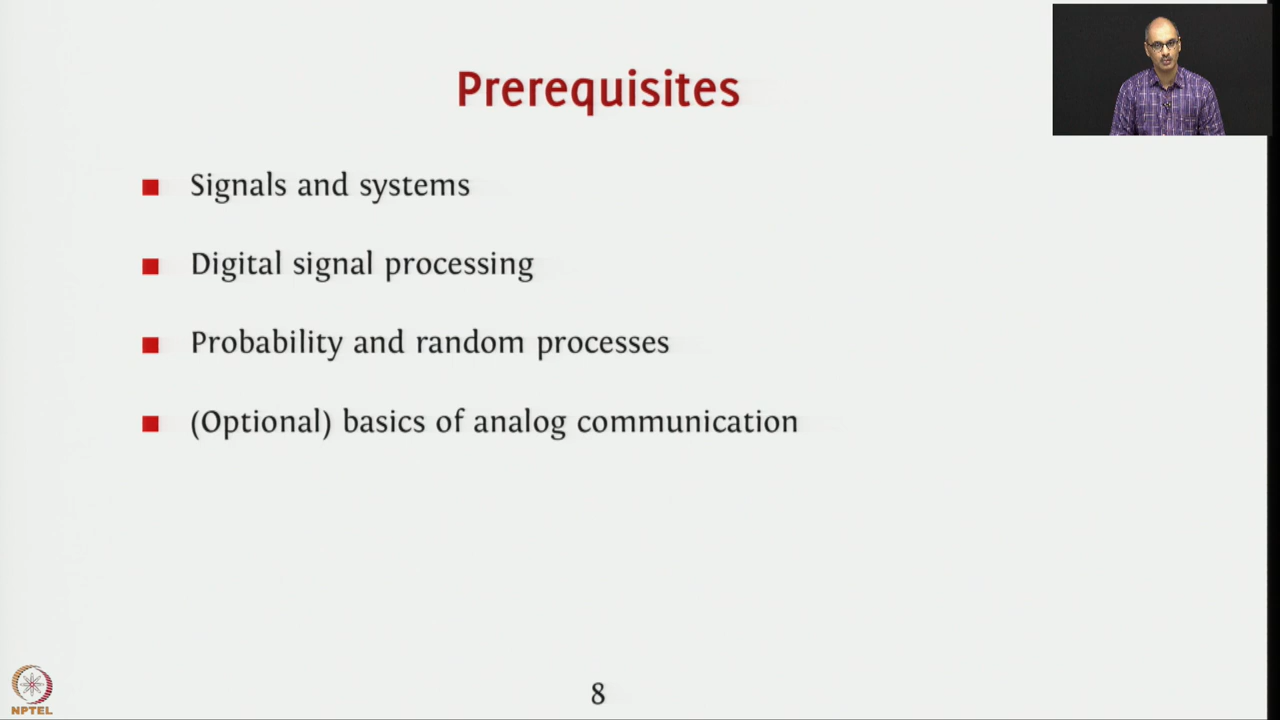 Prerequisites
Signals and systems
Digital signal processing
Probability and random processes
(Optional) basics of analog communication
8
NPTEL